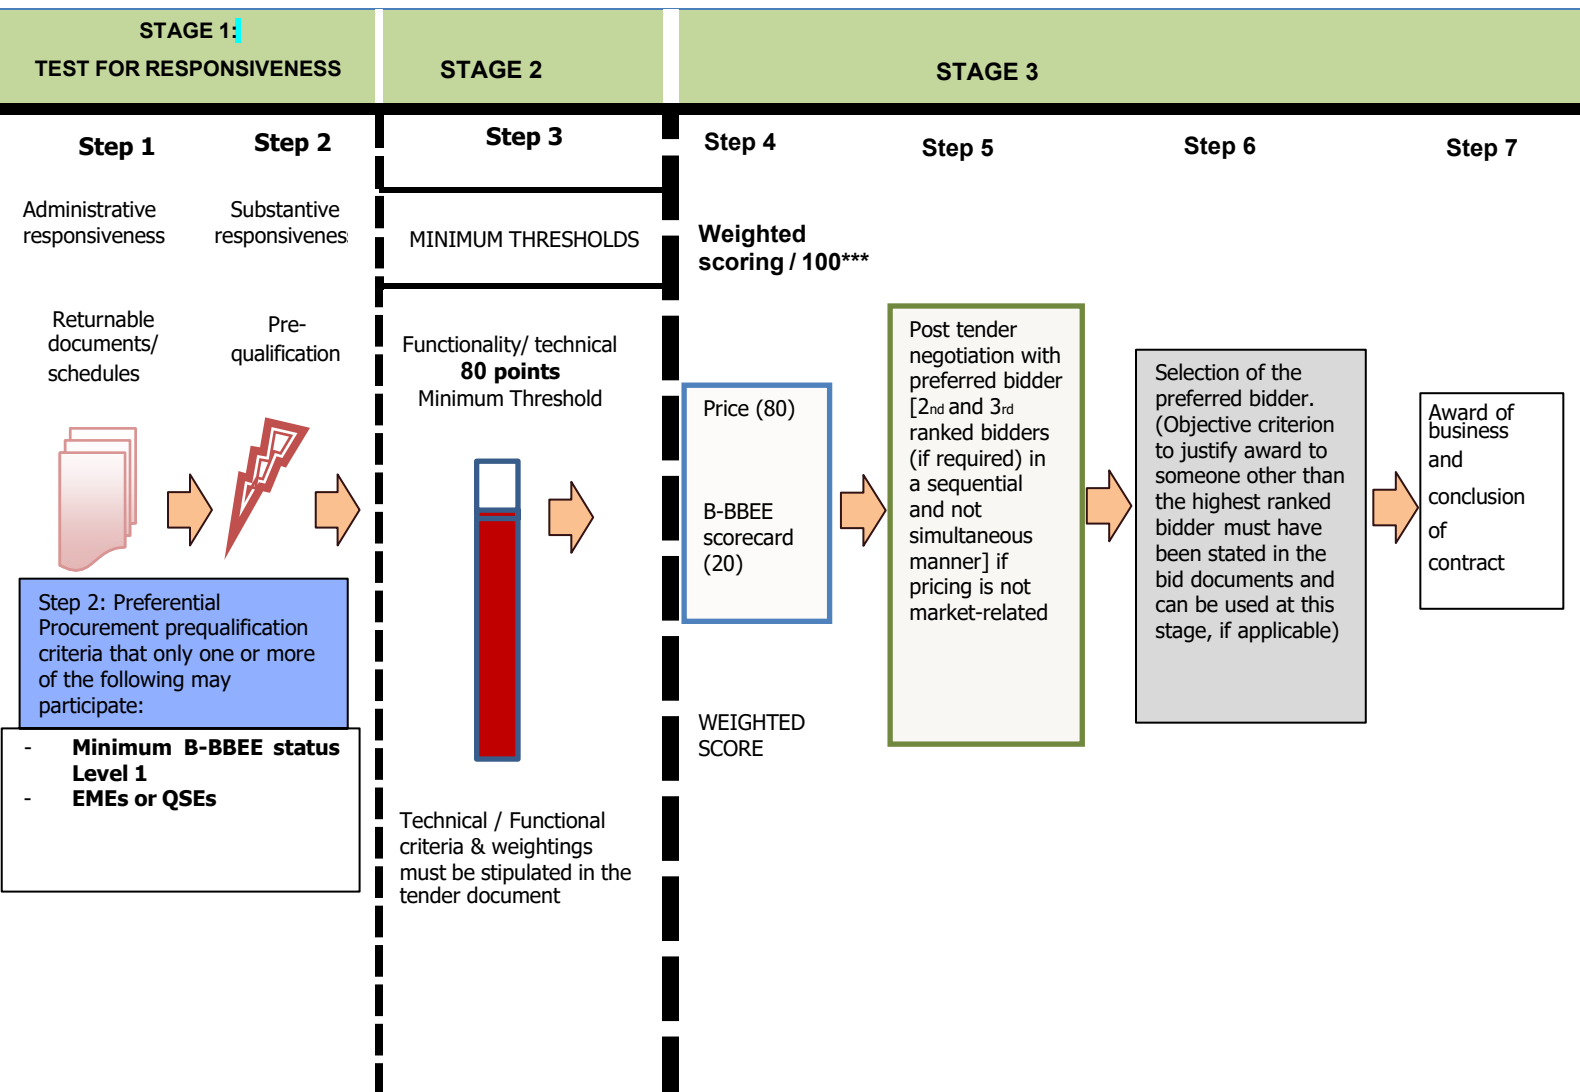 STAGE 1:
TEST FOR RESPONSIVENESS
STAGE 2
STAGE 3
Step 1
Step 2
Step 3
Step 4
Step 5
Step 6
Step 7
Administrative
responsiveness
Substantive
responsivenes
MINIMUM THRESHOLDS
Weighted
scoring / 100***
Returnable
documents/
schedules
Pre-
qualification
Functionality/ technical
80 points
Minimum Threshold
Price (80)
B-BBEE
scorecard
(20)
Post tender
negotiation with
preferred bidder
[2nd and 3rd
ranked bidders
(if required) in
a sequential
and not
simultaneous
manner] if
pricing is not
market-related
Selection of the
preferred bidder.
(Objective criterion
to justify award to
someone other than
the highest ranked
bidder must have
been stated in the
bid documents and
can be used at this
stage, if applicable)
Award of
business
and
conclusion
of
contract
Step 2: Preferential
Procurement prequalification
criteria that only one or more
of the following may
participate:
- Minimum B-BBEE status
Level 1
- EMEs or QSEs
WEIGHTED
SCORE
Technical / Functional
criteria & weightings
must be stipulated in the
tender document